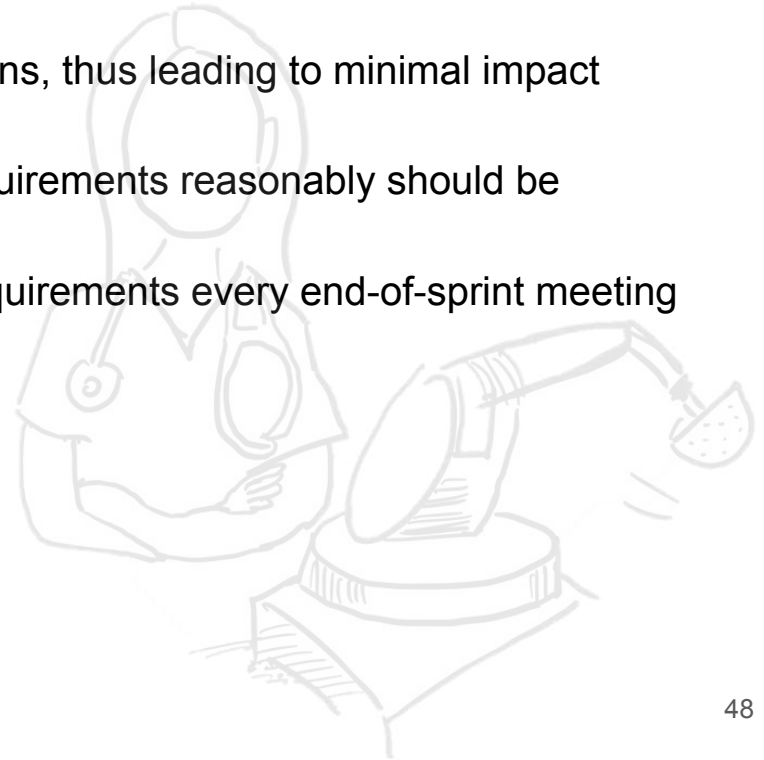 ns, thus leading to minimal impact
uirements reasonably should be
quirements every end-of-sprint meeting
48